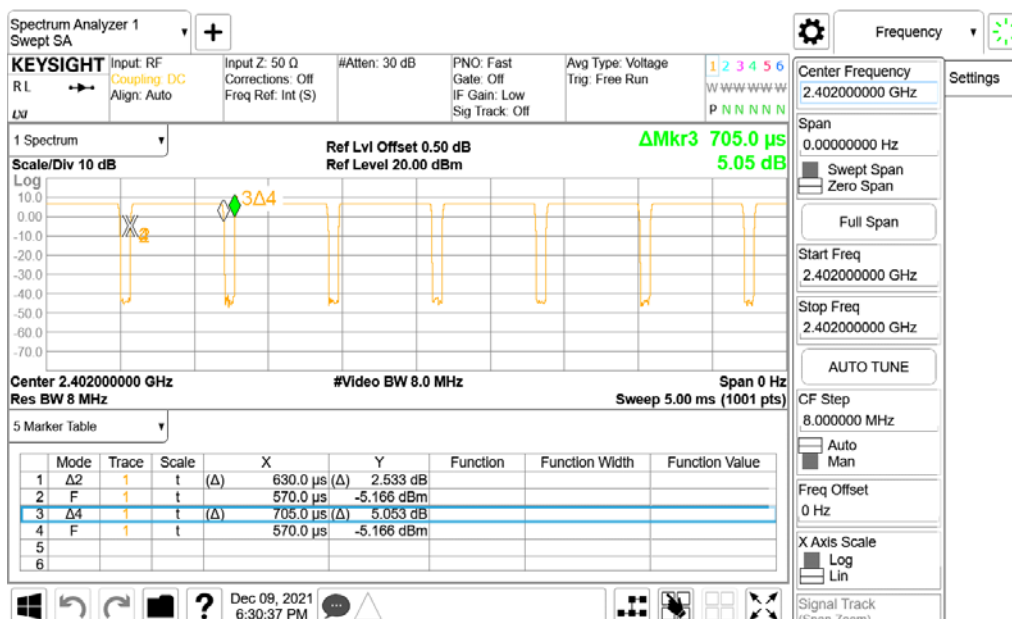 Spectrum Analyzer 1
Swept SA
+
Frequency
KEYSIGHT
RL
LXI
Input: RF
Coupling: DC
Align: Auto
Input Z: 50 Ω
Corrections: Off
Freq Ref: Int (S)
#Atten: 30 dB
PNO: Fast
Gate: Off
IF Gain: Low
Sig Track: Off
Avg Type: Voltage
Trig: Free Run
1 2 3 4 5 6
W W W W W W
P N N N N N
1 Spectrum
Scale/Div 10 dB
Ref Lvl Offset 0.50 dB
Ref Level 20.00 dBm
ΔMkr3 705.0 µs
5.05 dB
Log
10.0
0.00
-10.0
-20.0
-30.0
-40.0
-50.0
-60.0
-70.0
3Δ4
Center 2.402000000 GHz
#Video BW 8.0 MHz
Span 0 Hz
Res BW 8 MHz
Sweep 5.00 ms (1001 pts)
5 Marker Table
Mode Trace Scale X Y Function Function Width Function Value
1 Δ2 1 t (Δ) 630.0 µs (Δ) 2.533 dB
2 F 1 t 570.0 µs -5.166 dBm
3 Δ4 1 t (Δ) 705.0 µs (Δ) 5.053 dB
4 F 1 t 570.0 µs -5.166 dBm
5
6
?
Dec 09, 2021
6:30:37 PM
Center Frequency
2.402000000 GHz
Settings
Span
0.00000000 Hz
Swept Span
Zero Span
Full Span
Start Freq
2.402000000 GHz
Stop Freq
2.402000000 GHz
AUTO TUNE
CF Step
8.000000 MHz
Auto
Man
Freq Offset
0 Hz
X Axis Scale
Log
Lin
Signal Track
(Span Zoom)